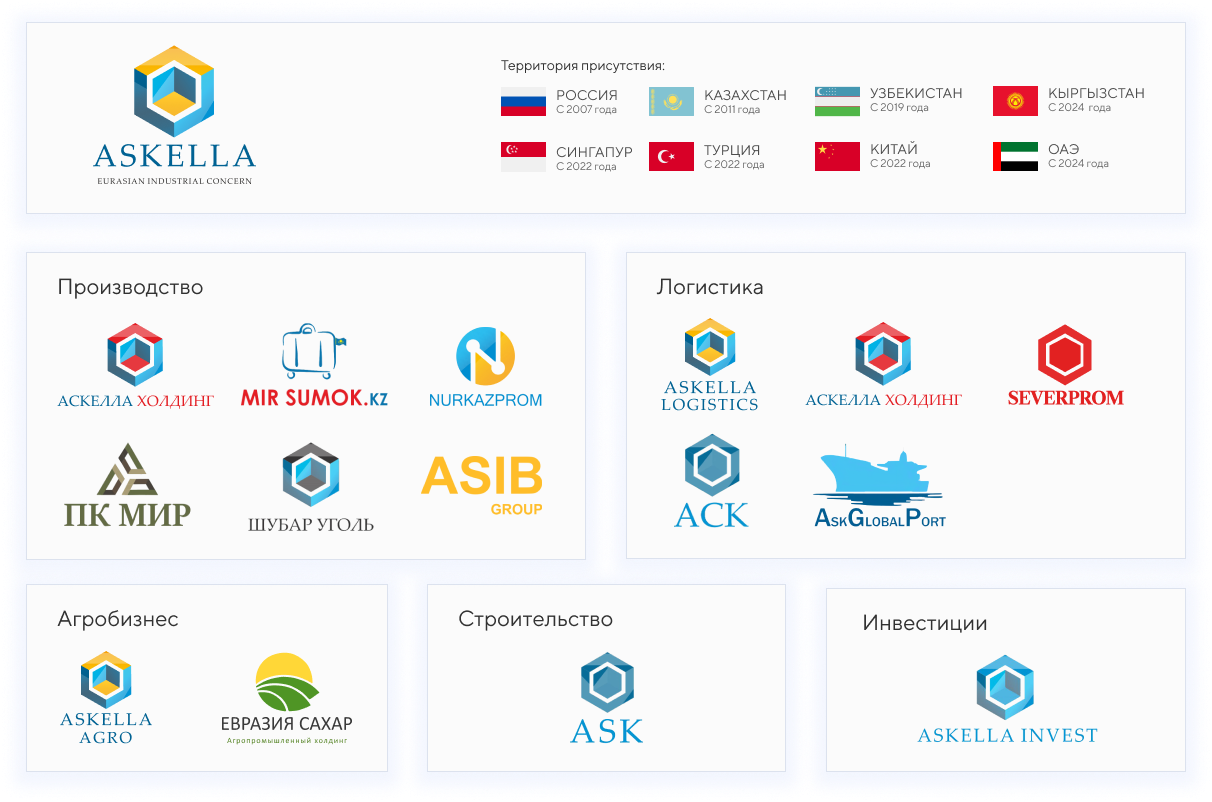 ASKELLA
EURASIAN INDUSTRIAL CONCERN
Территория присутствия:
РОССИЯ
С 2007 года
КАЗАХСТАН
С 2011 года
УЗБЕКИСТАН
С 2019 года
КЫРГЫЗСТАН
С 2024 года
СИНГАПУР
С 2022 года
ТУРЦИЯ
С 2022 года
КИТАЙ
С 2022 года
ОАЭ
С 2024 года
Производство
АСКЕЛЛА ХОЛДИНГ
MIR SUMOK.KZ
NURKAZPROM
ПК МИР
ШУБАР УГОЛЬ
ASIB
GROUP
Логистика
ASKELLA
LOGISTICS
АСКЕЛЛА ХОЛДИНГ
SEVERPROM
АСК
ASKGLOBALPORT
Агробизнес
ASKELLA
AGRO
ЕВРАЗИЯ САХАР
Агропромышленный холдинг
Строительство
ASK
Инвестиции
ASKELLA INVEST